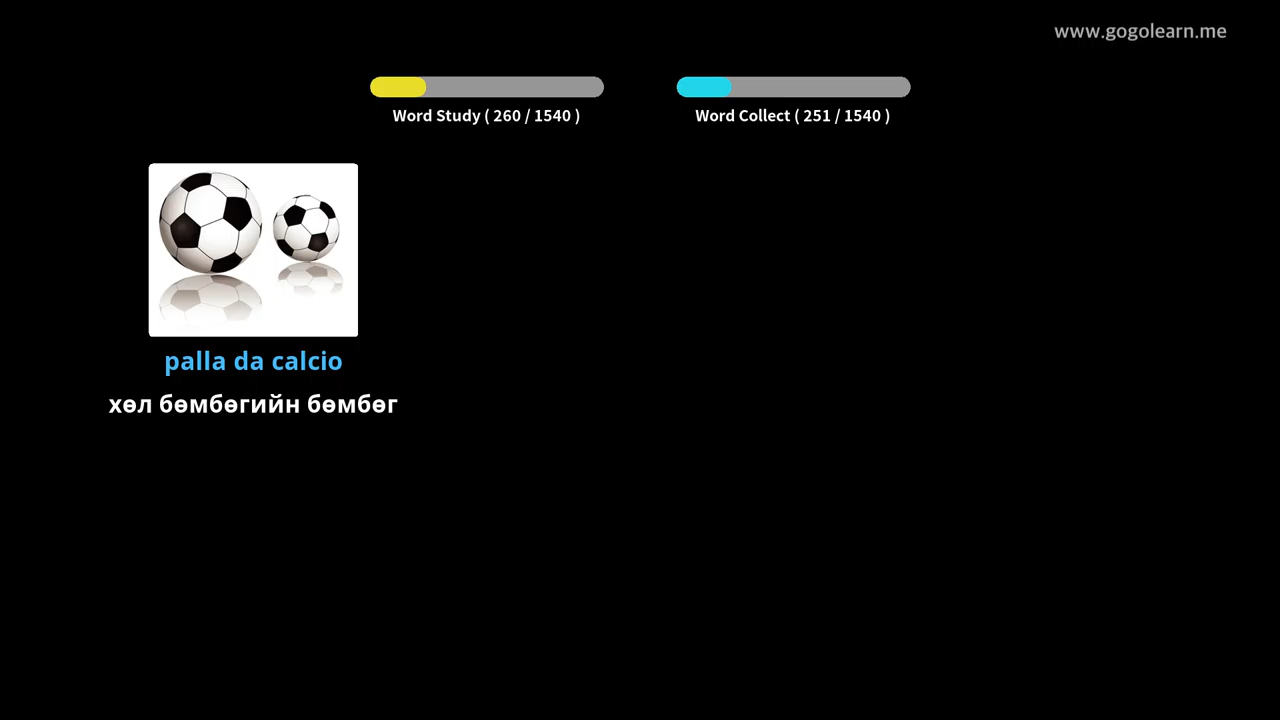 www.gogolearn.me
Word Study ( 260 / 1540 )
Word Collect ( 251 / 1540 )
palla da calcio
хөл бөмбөгийн бөмбөг